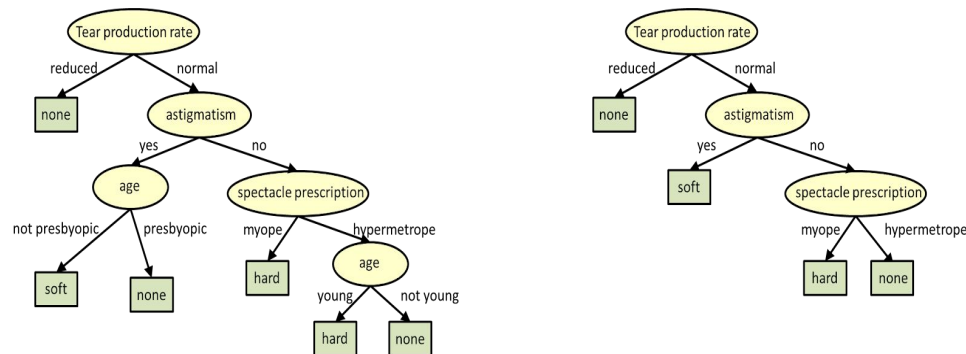 Tear production rate
reduced
normal
none
astigmatism
yes
no
age
spectacle prescription
not presbyopic
presbyopic
myope
hypermetrope
soft
none
hard
age
young
not young
hard
none
Tear production rate
reduced
normal
none
astigmatism
yes
no
soft
spectacle prescription
myope
hypermetrope
hard
none